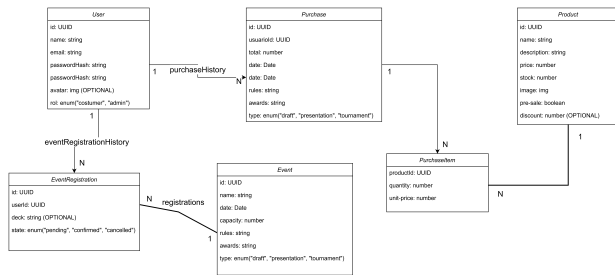 User
id: UUID
name: string
email: string
passwordHash: string
passwordHash: string
avatar: img (OPTIONAL)
rol: enum("costumer", "admin")
1
purchaseHistory
N
Purchase
id: UUID
usuarioId: UUID
total: number
date: Date
date: Date
rules: string
awards: string
type: enum("draft", "presentation", "tournament")
1
N
Product
id: UUID
name: string
description: string
price: number
stock: number
image: img
pre-sale: boolean
discount: number (OPTIONAL)
1
N
PurchaseItem
productId: UUID
quantity: number
unit-price: number
1
eventRegistrationHistory
N
EventRegistration
id: UUID
userId: UUID
deck: string (OPTIONAL)
state: enum("pending", "confirmed", "cancelled")
N
registrations
1
Event
id: UUID
name: string
date: Date
capacity: number
rules: string
awards: string
type: enum("draft", "presentation", "tournament")